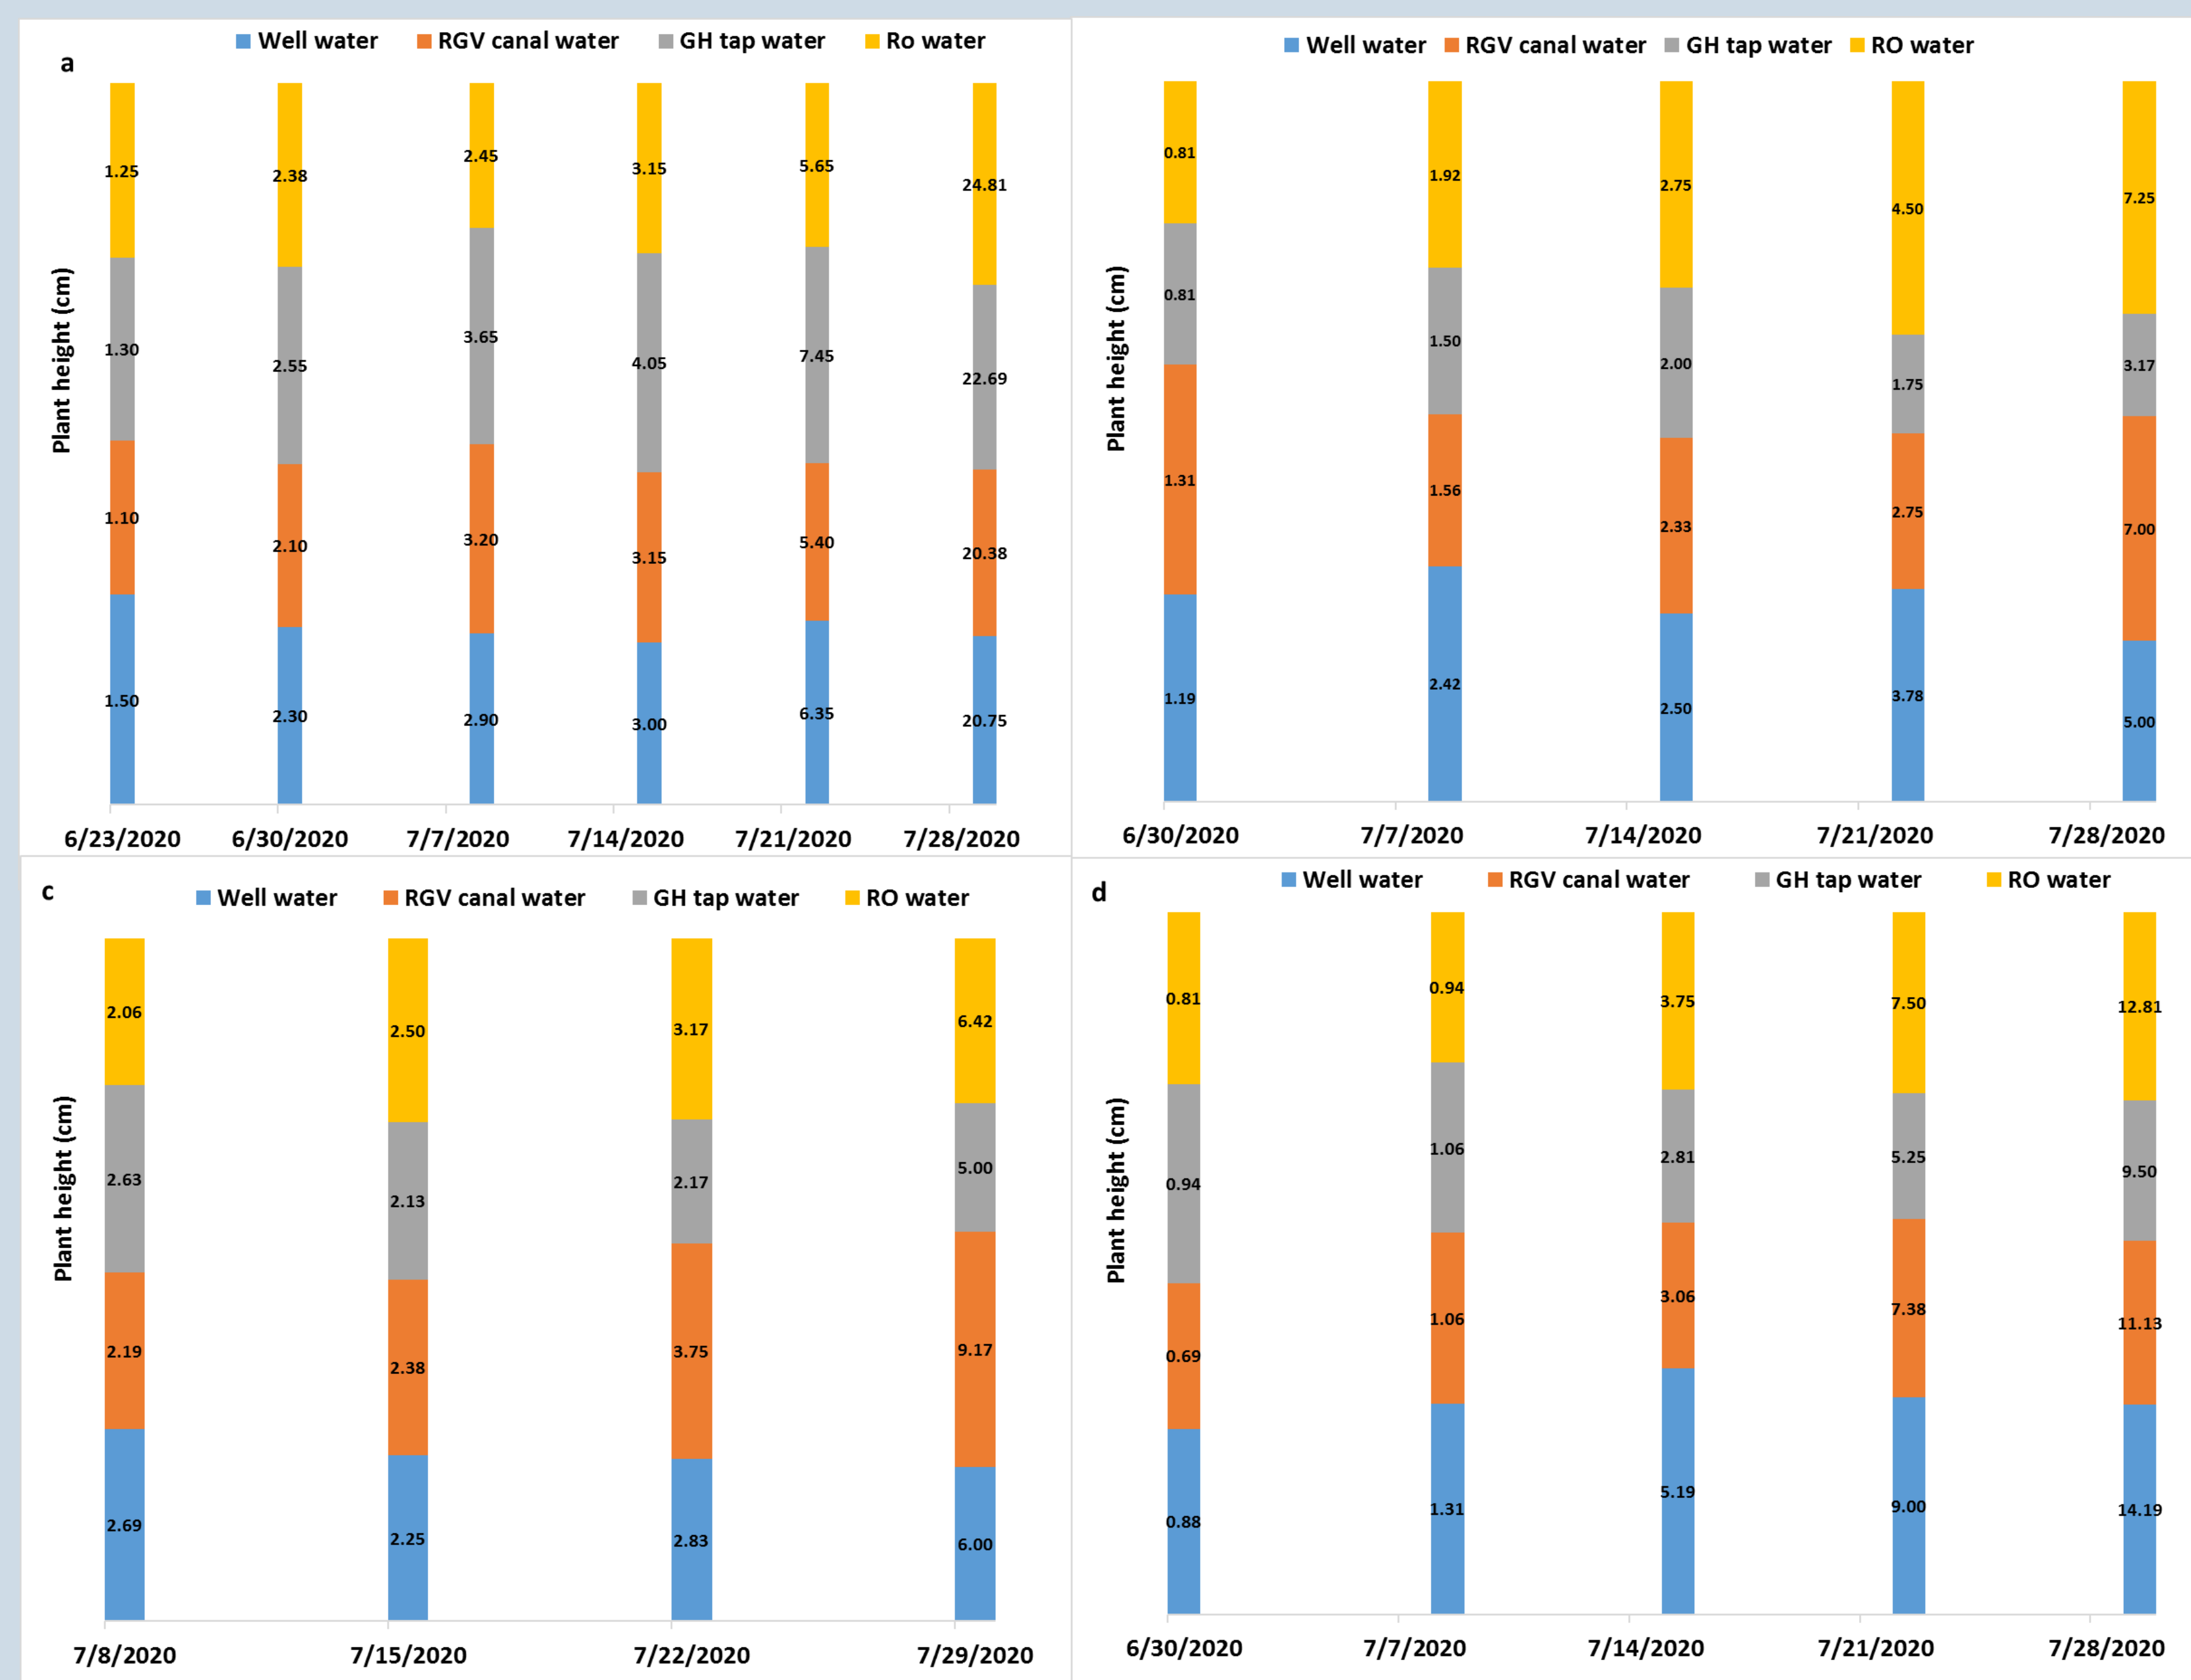 Well water RGV canal water GH tap water Ro water
a
Plant height (cm)
1.25 2.38 2.45 3.15 5.65 24.81
1.30 2.55 3.65 4.05 7.45 22.69
1.10 2.10 3.20 3.15 5.40 20.38
1.50 2.30 2.90 3.00 6.35 20.75
6/23/2020 6/30/2020 7/7/2020 7/14/2020 7/21/2020 7/28/2020
Well water RGV canal water GH tap water RO water
Plant height (cm)
0.81 1.92 2.75 4.50 7.25
0.81 1.50 2.00 1.75 3.17
1.31 1.56 2.33 2.75 7.00
1.19 2.42 2.50 3.78 5.00
6/30/2020 7/7/2020 7/14/2020 7/21/2020 7/28/2020
c
Well water RGV canal water GH tap water RO water
Plant height (cm)
2.06 2.50 3.17 6.42
2.63 2.13 2.17 5.00
2.19 2.38 3.75 9.17
2.69 2.25 2.83 6.00
7/8/2020 7/15/2020 7/22/2020 7/29/2020
d
Well water RGV canal water GH tap water RO water
Plant height (cm)
0.81 0.94 3.75 7.50 12.81
0.94 1.06 2.81 5.25 9.50
0.69 1.06 3.06 7.38 11.13
0.88 1.31 5.19 9.00 14.19
6/30/2020 7/7/2020 7/14/2020 7/21/2020 7/28/2020